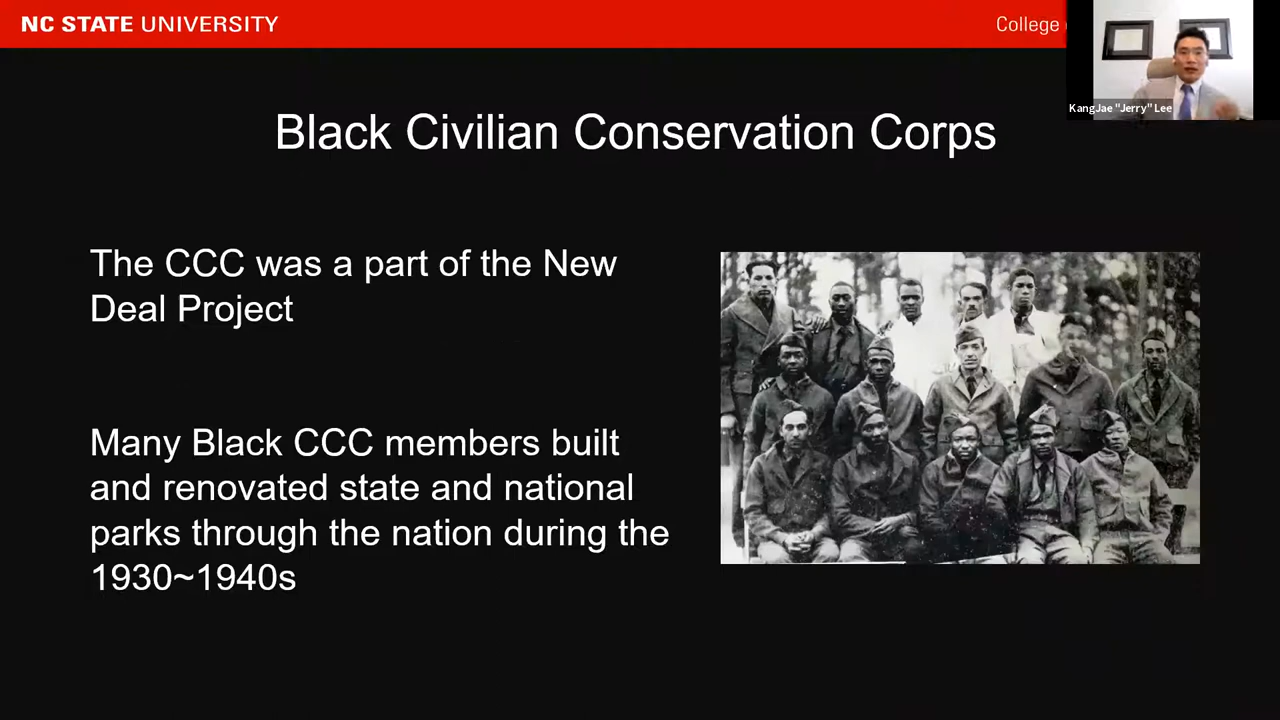 NC STATE UNIVERSITY
College
KangJae "Jerry" Lee
Black Civilian Conservation Corps
The CCC was a part of the New
Deal Project
Many Black CCC members built
and renovated state and national
parks through the nation during the
1930~1940s